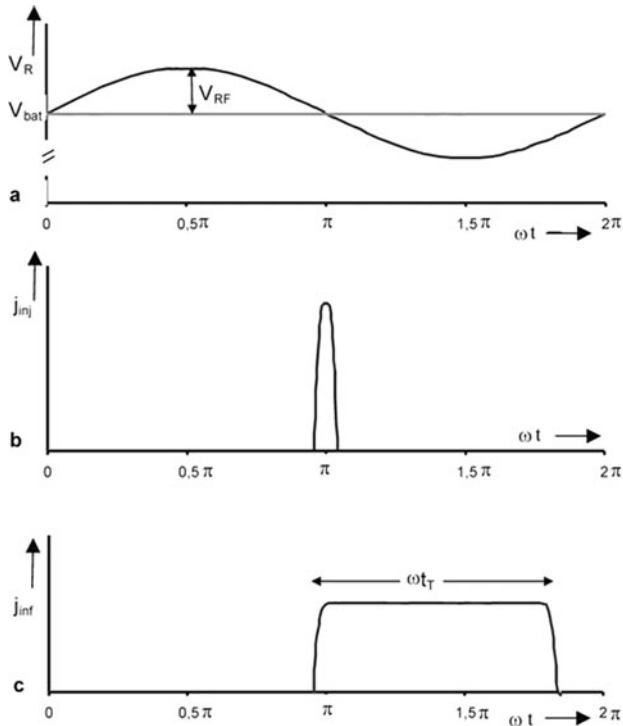 V_R
V_RF
V_bat
a
0 0,5π π 1,5π 2π
ωt
j_inj
b
ωt
0 0,5π π 1,5π 2π
ωt_T
j_inf
c
0 0,5π π 1,5π 2π
ωt